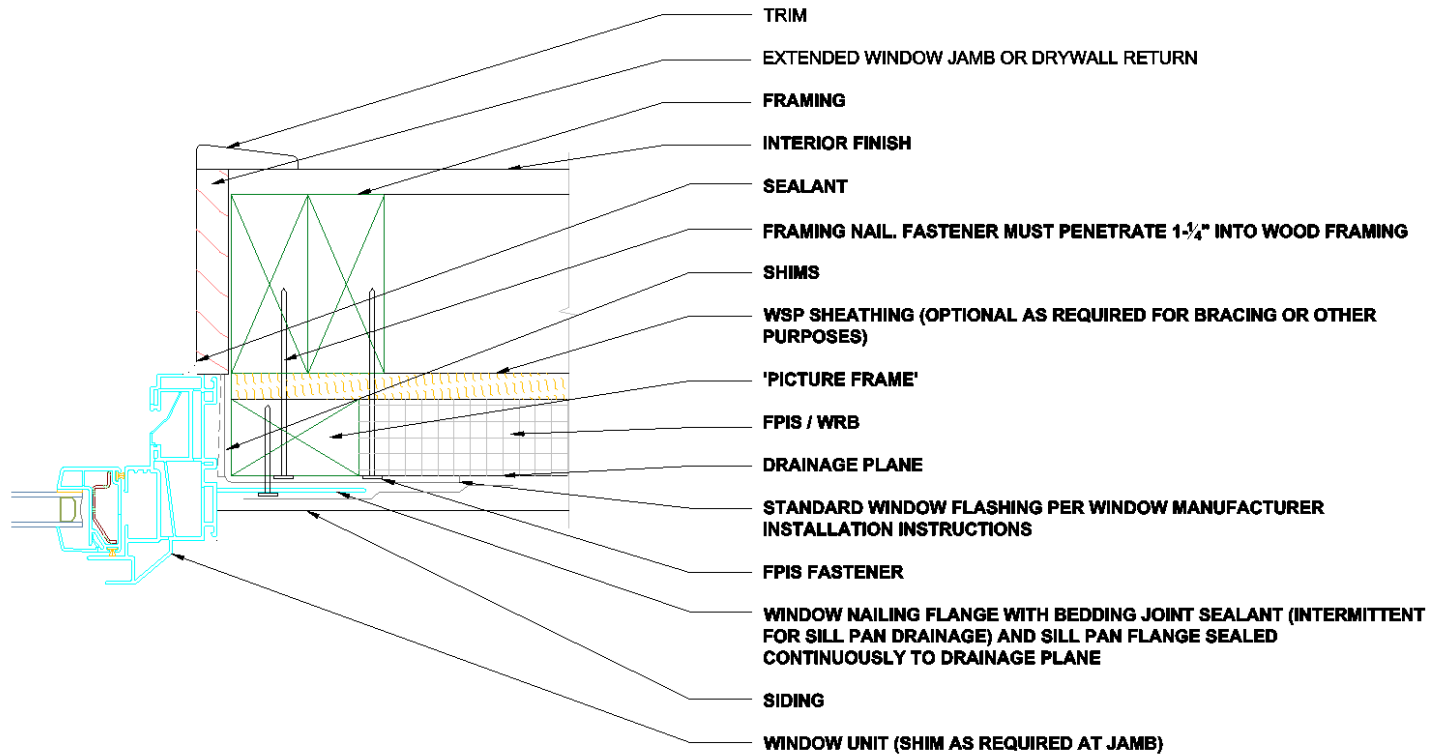 TRIM
EXTENDED WINDOW JAMB OR DRYWALL RETURN
FRAMING
INTERIOR FINISH
SEALANT
FRAMING NAIL. FASTENER MUST PENETRATE 1-¼" INTO WOOD FRAMING
SHIMS
WSP SHEATHING (OPTIONAL AS REQUIRED FOR BRACING OR OTHER
PURPOSES)
'PICTURE FRAME'
FPIS / WRB
DRAINAGE PLANE
STANDARD WINDOW FLASHING PER WINDOW MANUFACTURER
INSTALLATION INSTRUCTIONS
FPIS FASTENER
WINDOW NAILING FLANGE WITH BEDDING JOINT SEALANT (INTERMITTENT
FOR SILL PAN DRAINAGE) AND SILL PAN FLANGE SEALED
CONTINUOUSLY TO DRAINAGE PLANE
SIDING
WINDOW UNIT (SHIM AS REQUIRED AT JAMB)